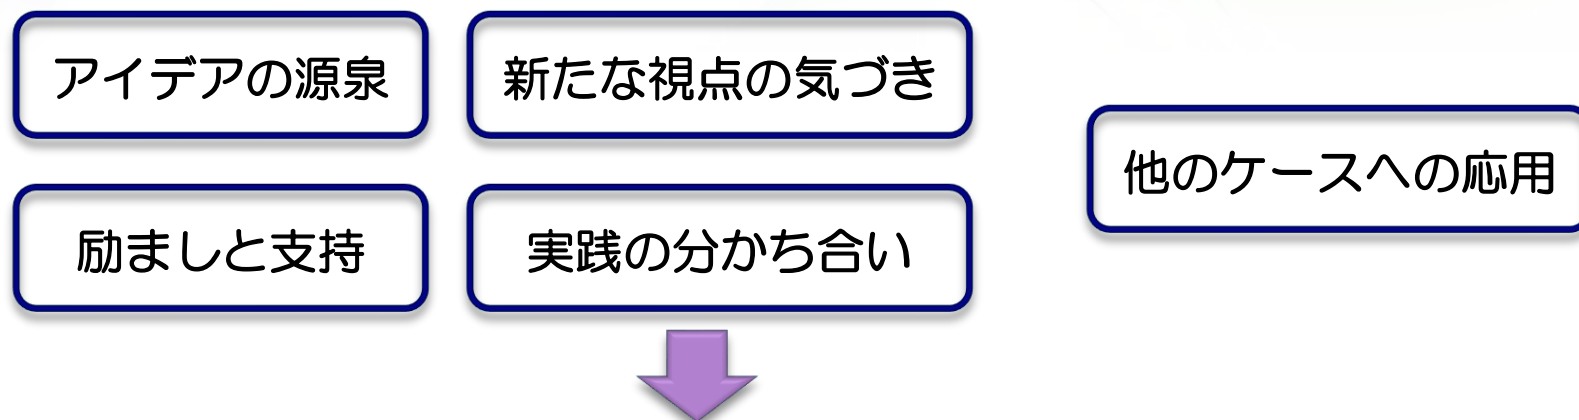 アイデアの源泉
新たな視点の気づき
励ましと支持
実践の分かち合い
他のケースへの応用